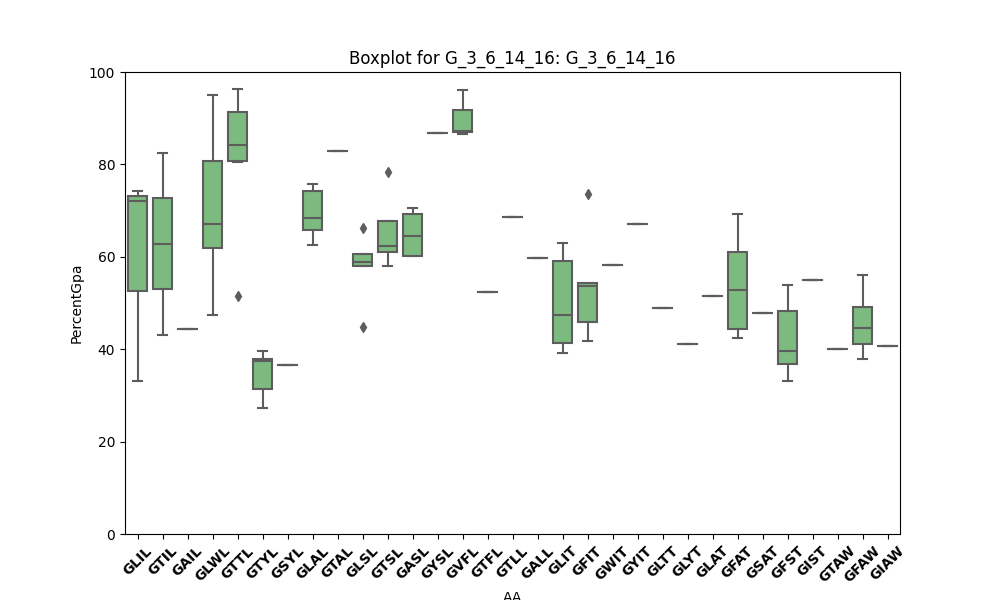 Boxplot for G_3_6_14_16: G_3_6_14_16
100
80
60
40
20
0
PercentGpa
GLIL GTIL GAIL GLWL GTTL GTYL GSYL GLAL GTAL GLSL GTSL GASL GYSL GVFL GTFL GTLL GALL GLIT GFIT GWIT GYIT GLTT GLYT GLAT GFAT GSAT GFST GIST GTAW GFAW GIAW
AA